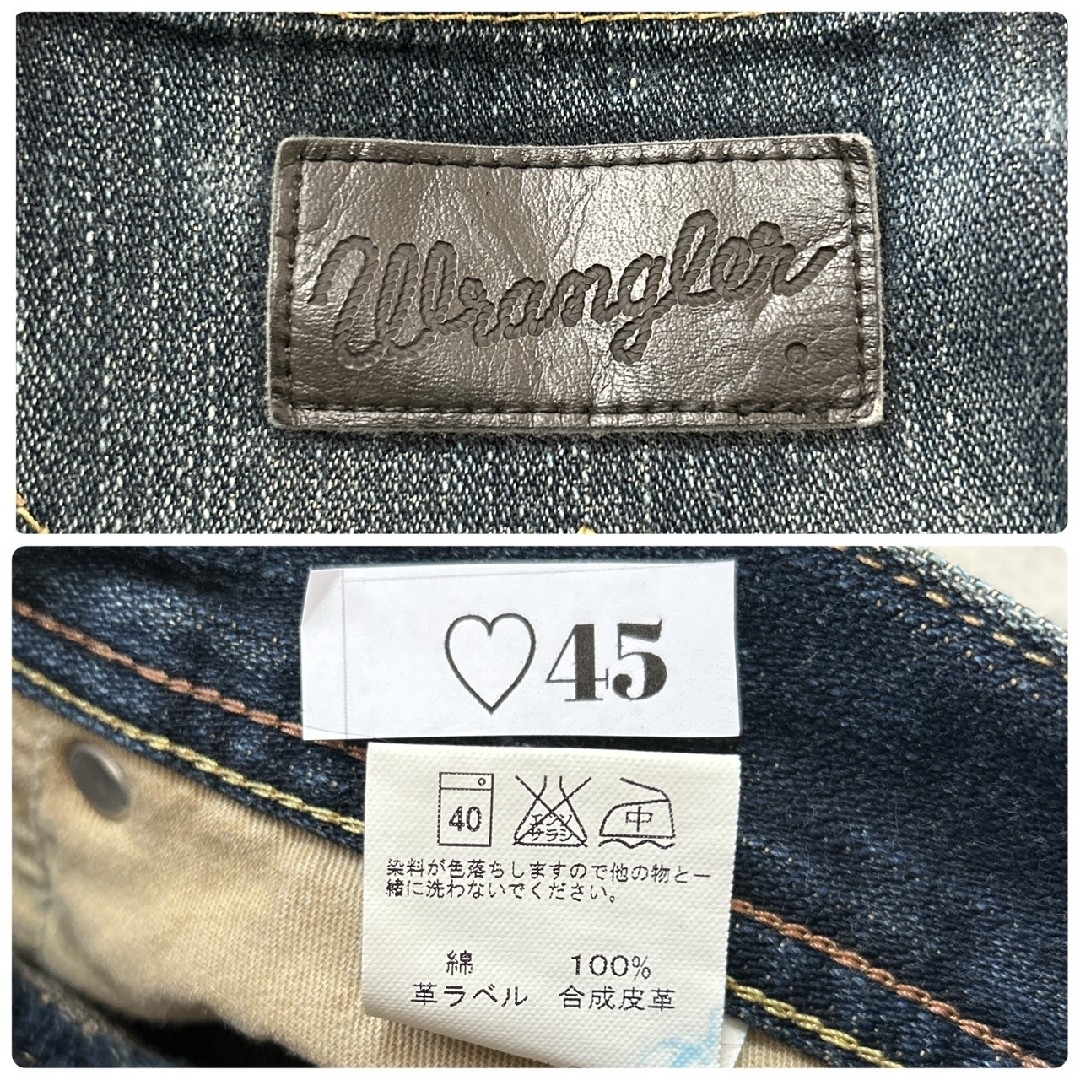 Wrangler
♡45
40
エンソ
サラシ
中
染料が色落ちしますので他の物と一
緒に洗わないでください。
綿 100%
革ラベル 合成皮革